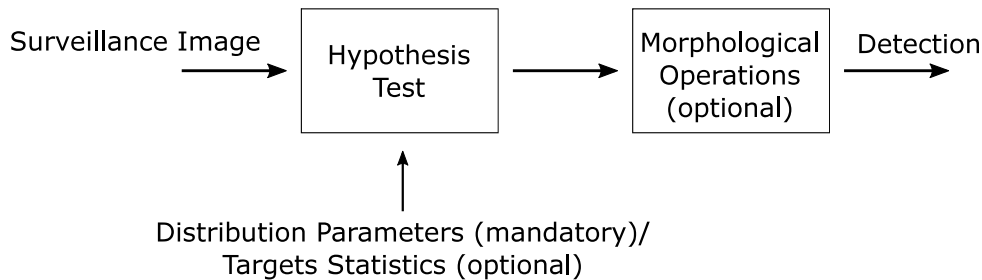 Surveillance Image
Hypothesis
Test
Morphological
Operations
(optional)
Detection
Distribution Parameters (mandatory)/
Targets Statistics (optional)